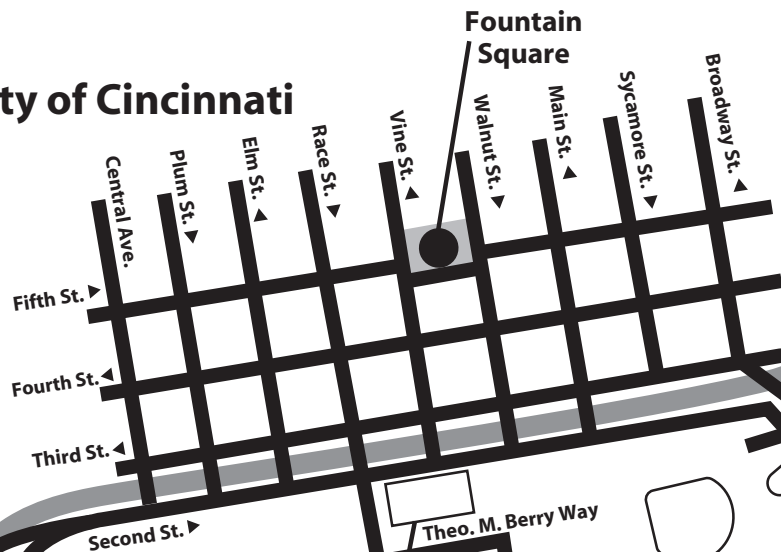 Fountain
Square
ty of Cincinnati
Central Ave.
Plum St.
Elm St.
Race St.
Vine St.
Walnut St.
Main St.
Sycamore St.
Broadway St.
Fifth St.
Fourth St.
Third St.
Second St.
Theo. M. Berry Way